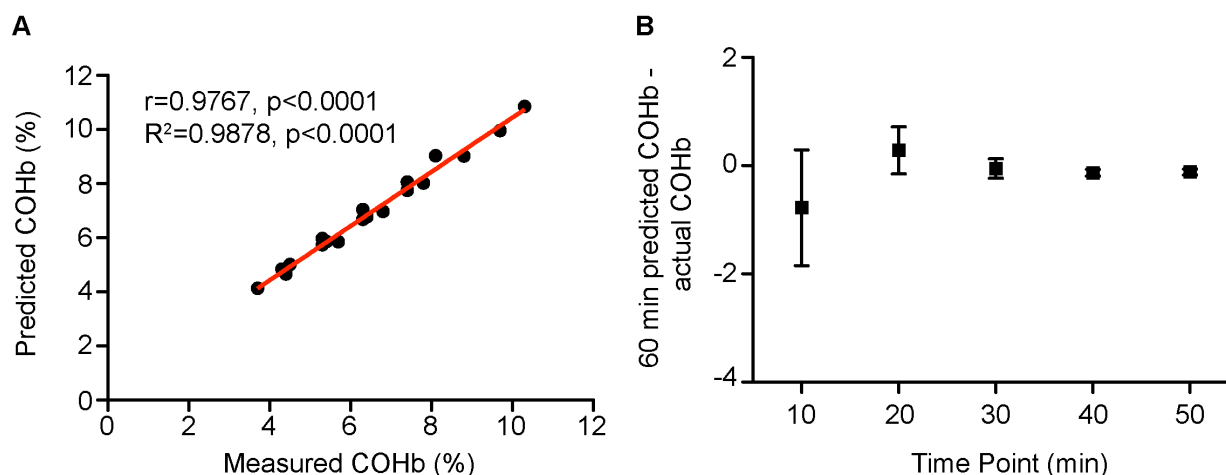 A
r=0.9767, p<0.0001
R²=0.9878, p<0.0001
Predicted COHb (%)
12
10
8
6
4
2
0
0 2 4 6 8 10 12
Measured COHb (%)
B
60 min predicted COHb -
actual COHb
2
0
-2
-4
10 20 30 40 50
Time Point (min)